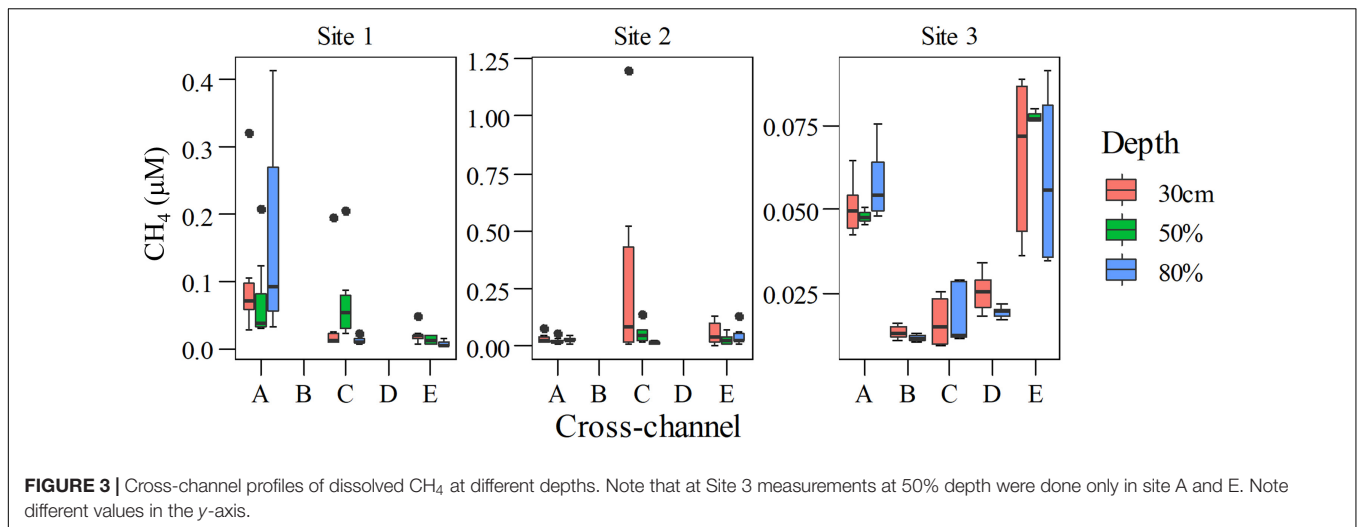 Site 1
Site 2
Site 3
CH₄ (µM)
0.4
0.3
0.2
0.1
0.0
1.25
1.00
0.75
0.50
0.25
0.00
0.075
0.050
0.025
A B C D E
A B C D E
A B C D E
Cross-channel
Depth
30cm
50%
80%
FIGURE 3 | Cross-channel profiles of dissolved CH₄ at different depths. Note that at Site 3 measurements at 50% depth were done only in site A and E. Note
different values in the y-axis.